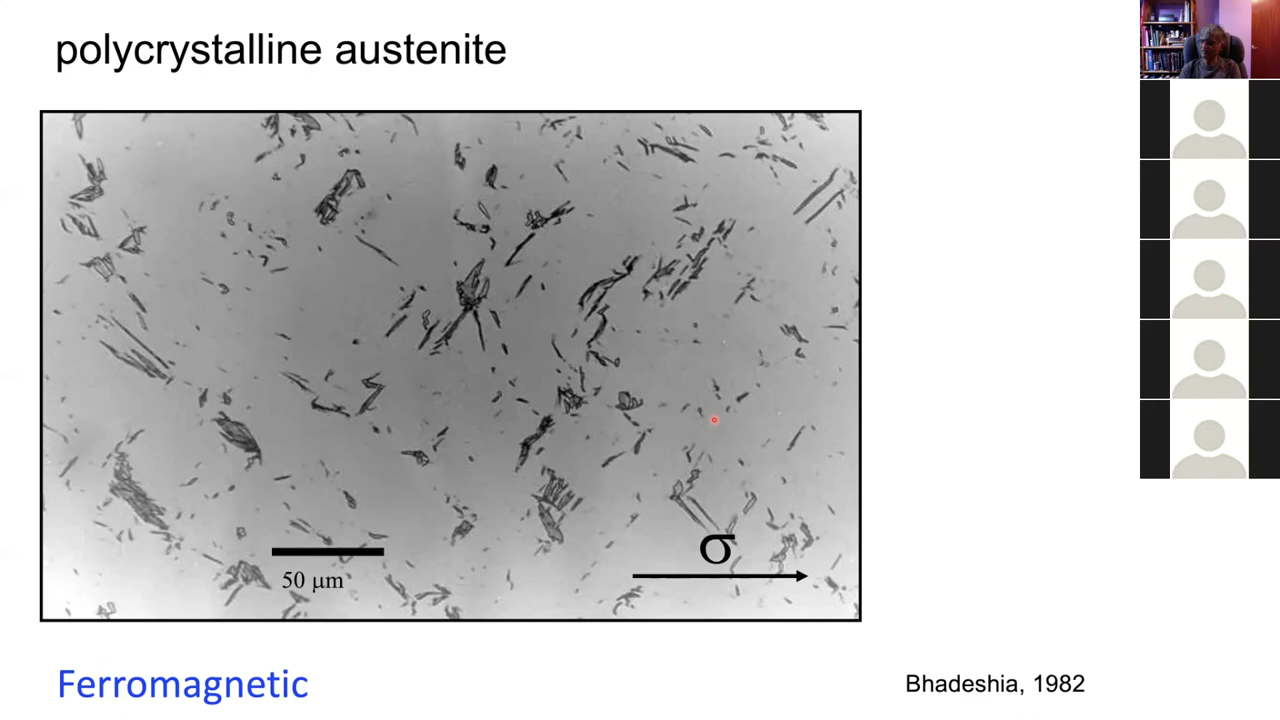 polycrystalline austenite
σ
50 μm
Ferromagnetic
Bhadeshia, 1982